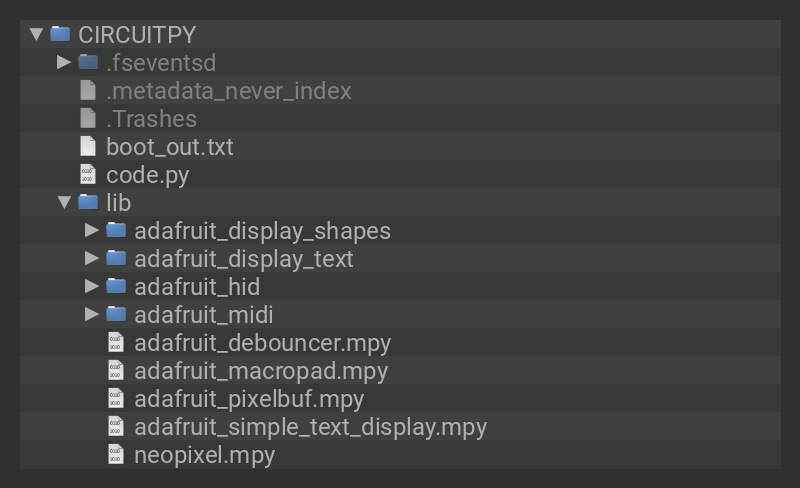 CIRCUITPY
.fseventsd
.metadata_never_index
.Trashes
boot_out.txt
code.py
lib
adafruit_display_shapes
adafruit_display_text
adafruit_hid
adafruit_midi
adafruit_debouncer.mpy
adafruit_macropad.mpy
adafruit_pixelbuf.mpy
adafruit_simple_text_display.mpy
neopixel.mpy